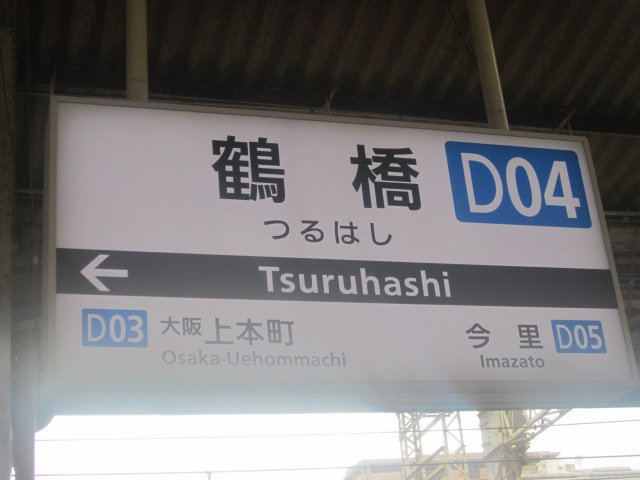 鶴橋 D04
つるはし
← Tsuruhashi
D03 大阪上本町 今里 D05
Osaka-Uehommachi Imazato